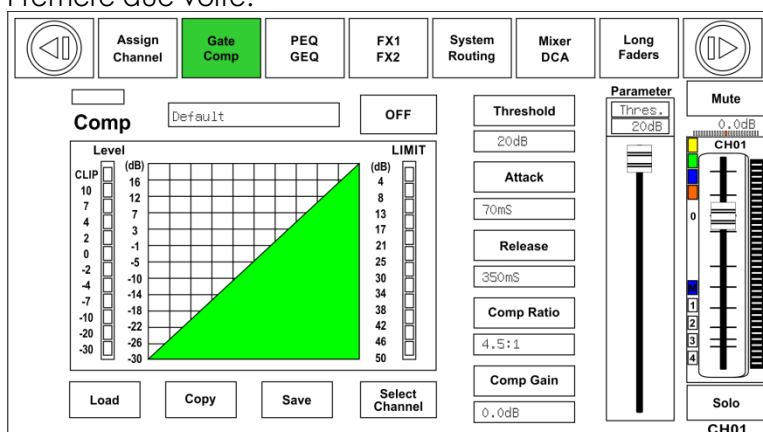 Premere due volte.
Assign Channel
Gate Comp
PEQ GEQ
FX1 FX2
System Routing
Mixer DCA
Long Faders
Comp
Default
OFF
Level
LIMIT
(dB)
(dB)
CLIP
10
7
4
2
0
-2
-4
-7
-10
-20
-30
16
12
7
3
-1
-5
-10
-14
-18
-22
-26
-30
4
8
13
17
21
25
30
34
38
42
46
50
Load
Copy
Save
Select Channel
Threshold
20dB
Attack
70mS
Release
350mS
Comp Ratio
4.5:1
Comp Gain
0.0dB
Parameter
Thres.
20dB
Mute
0.0dB
CH01
0
M
1
2
3
4
Solo
CH01